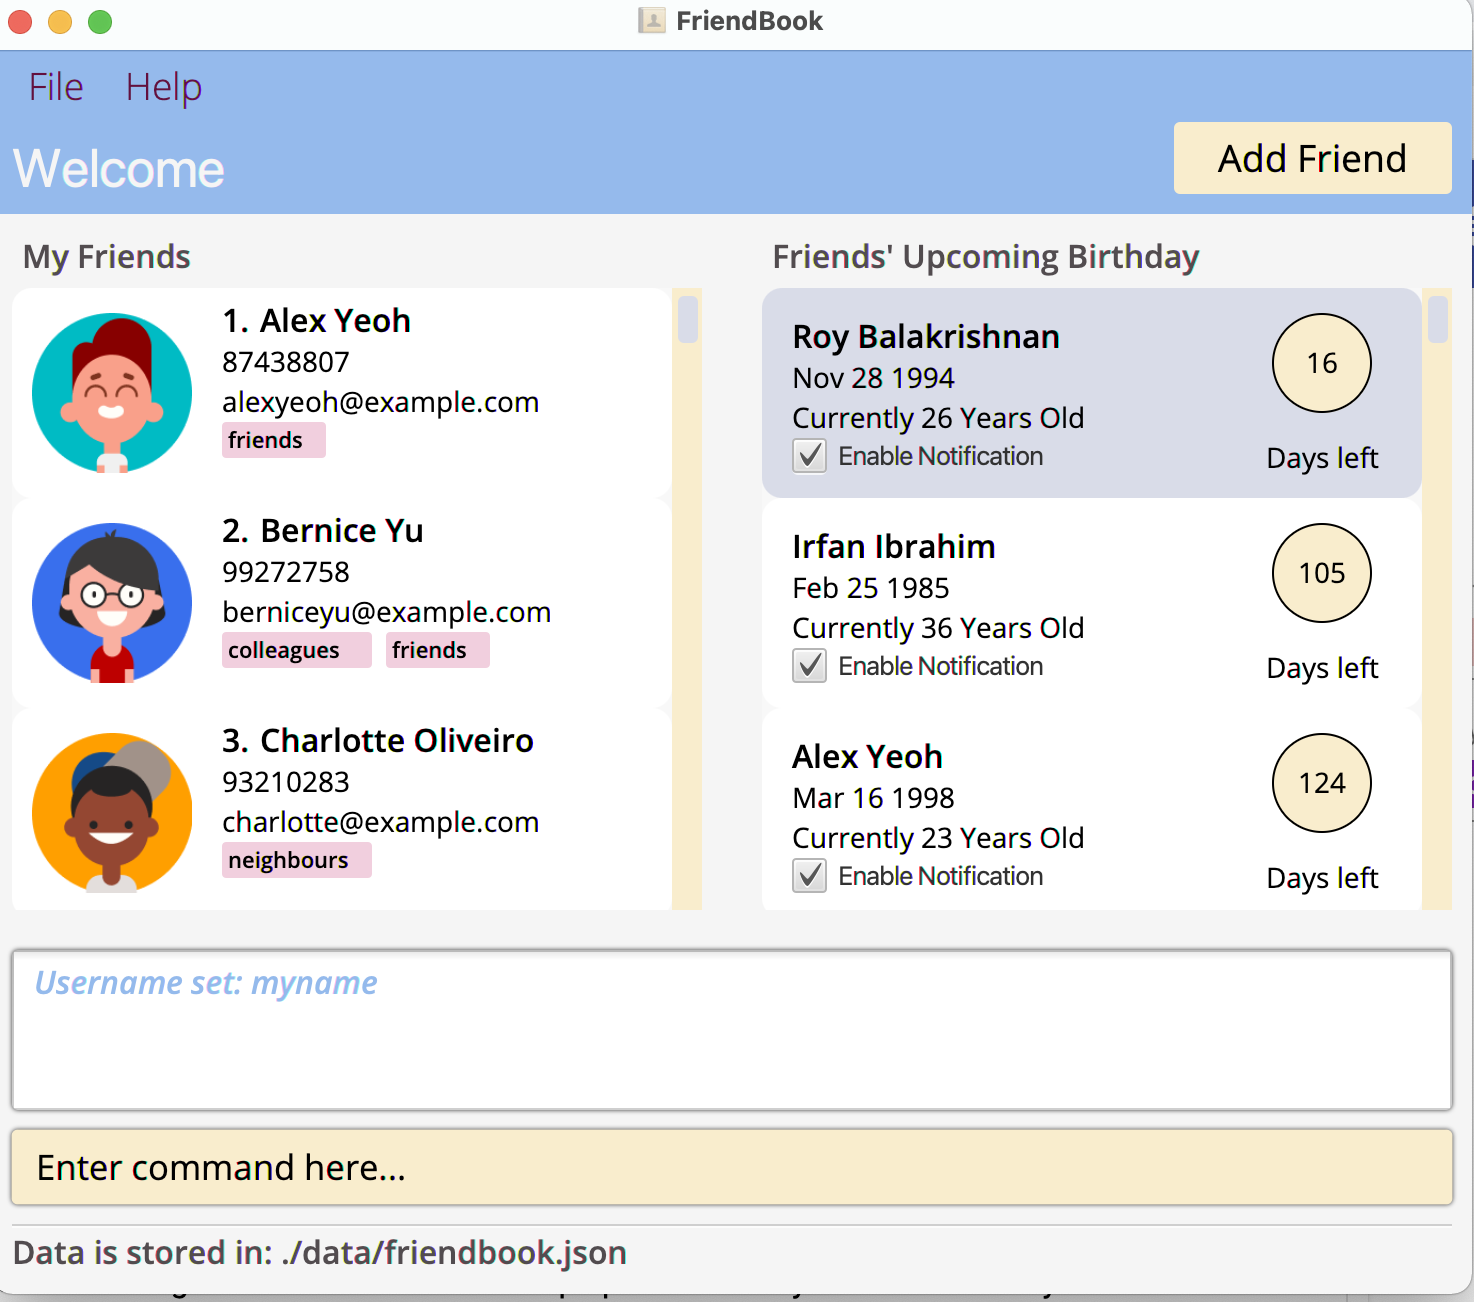 FriendBook
File Help
Welcome
Add Friend
My Friends
1. Alex Yeoh
87438807
alexyeoh@example.com
friends
2. Bernice Yu
99272758
berniceyu@example.com
colleagues friends
3. Charlotte Oliveiro
93210283
charlotte@example.com
neighbours
Friends' Upcoming Birthday
Roy Balakrishnan
Nov 28 1994
Currently 26 Years Old
Enable Notification
16
Days left
Irfan Ibrahim
Feb 25 1985
Currently 36 Years Old
Enable Notification
105
Days left
Alex Yeoh
Mar 16 1998
Currently 23 Years Old
Enable Notification
124
Days left
Username set: myname
Enter command here...
Data is stored in: ./data/friendbook.json